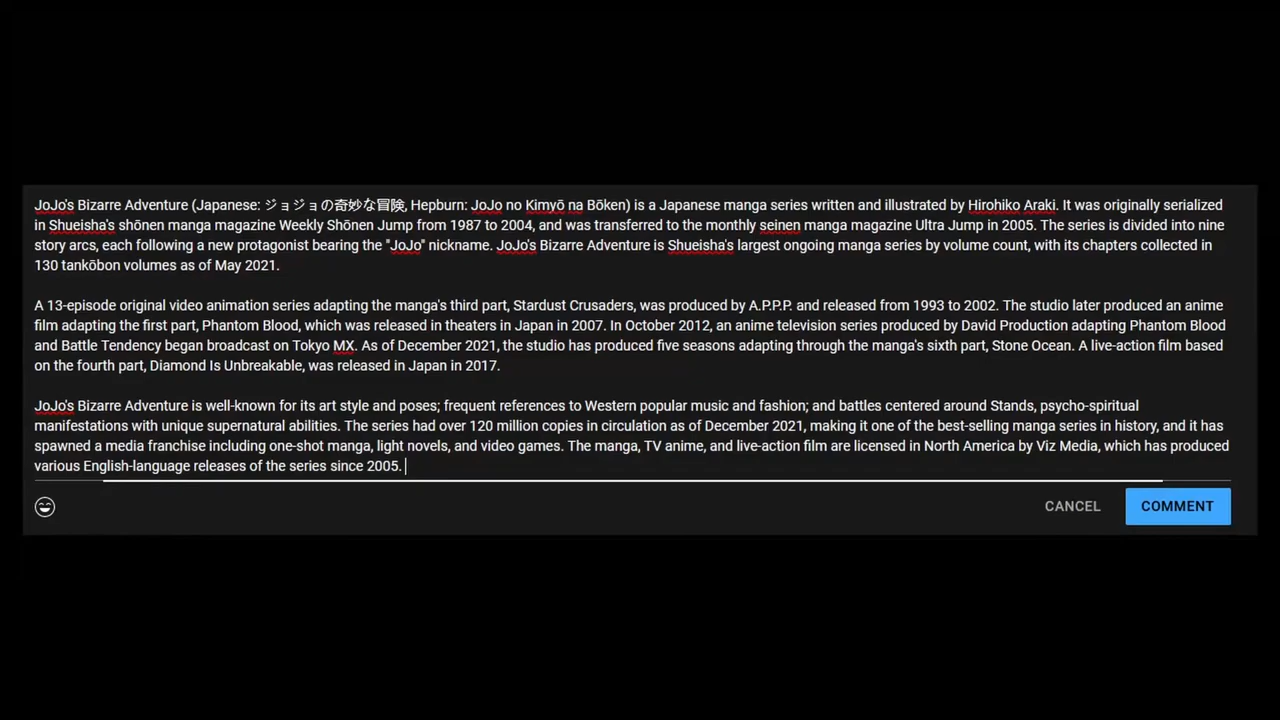 JoJo's Bizarre Adventure (Japanese: ジョジョの奇妙な冒険, Hepburn: JoJo no Kimyō na Bōken) is a Japanese manga series written and illustrated by Hirohiko Araki. It was originally serialized
in Shueisha's shōnen manga magazine Weekly Shōnen Jump from 1987 to 2004, and was transferred to the monthly seinen manga magazine Ultra Jump in 2005. The series is divided into nine
story arcs, each following a new protagonist bearing the "JoJo" nickname. JoJo's Bizarre Adventure is Shueisha's largest ongoing manga series by volume count, with its chapters collected in
130 tankōbon volumes as of May 2021.
A 13-episode original video animation series adapting the manga's third part, Stardust Crusaders, was produced by A.P.P.P. and released from 1993 to 2002. The studio later produced an anime
film adapting the first part, Phantom Blood, which was released in theaters in Japan in 2007. In October 2012, an anime television series produced by David Production adapting Phantom Blood
and Battle Tendency began broadcast on Tokyo MX. As of December 2021, the studio has produced five seasons adapting through the manga's sixth part, Stone Ocean. A live-action film based
on the fourth part, Diamond Is Unbreakable, was released in Japan in 2017.
JoJo's Bizarre Adventure is well-known for its art style and poses; frequent references to Western popular music and fashion; and battles centered around Stands, psycho-spiritual
manifestations with unique supernatural abilities. The series had over 120 million copies in circulation as of December 2021, making it one of the best-selling manga series in history, and it has
spawned a media franchise including one-shot manga, light novels, and video games. The manga, TV anime, and live-action film are licensed in North America by Viz Media, which has produced
various English-language releases of the series since 2005.
CANCEL
COMMENT